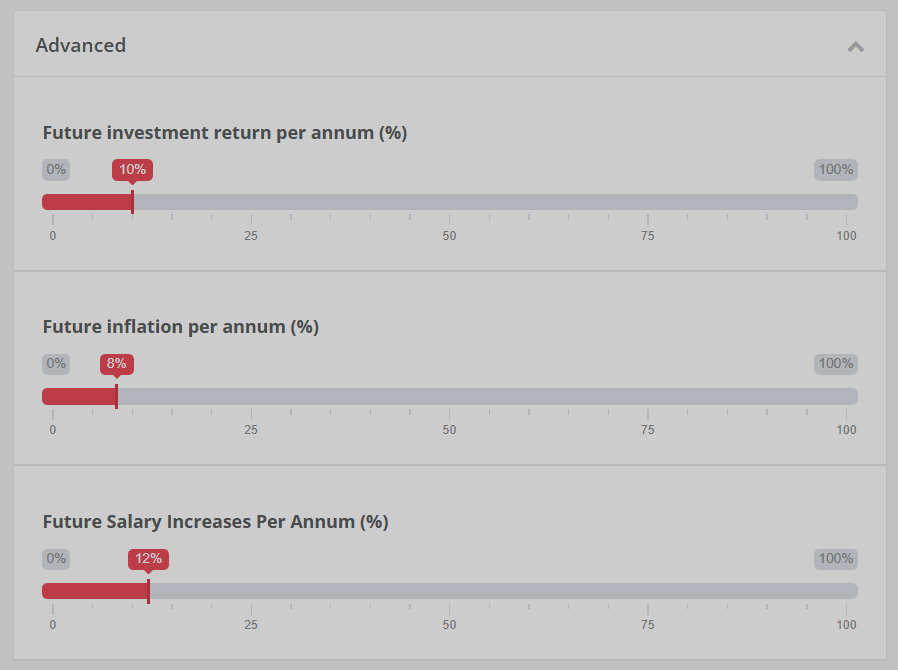 Advanced
Future investment return per annum (%)
0% 10% 100%
0 25 50 75 100
Future inflation per annum (%)
0% 8% 100%
0 25 50 75 100
Future Salary Increases Per Annum (%)
0% 12% 100%
0 25 50 75 100